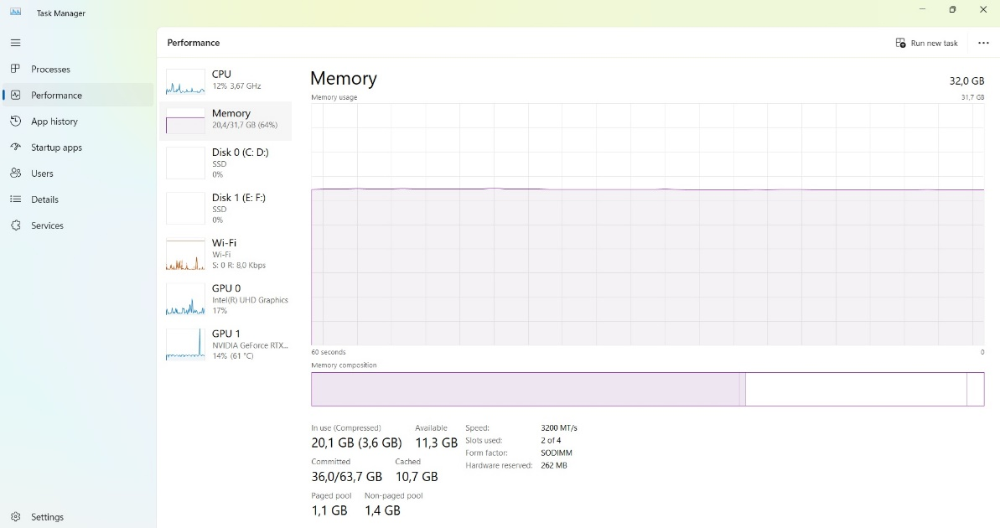 Task Manager
Performance
Run new task
Processes
Performance
App history
Startup apps
Users
Details
Services
Settings
CPU
12% 3,67 GHz
Memory
20,4/31,7 GB (64%)
Disk 0 (C: D:)
SSD
0%
Disk 1 (E: F:)
SSD
0%
Wi-Fi
Wi-Fi
S: 0 R: 8,0 Kbps
GPU 0
Intel(R) UHD Graphics
17%
GPU 1
NVIDIA GeForce RTX...
14% (61 °C)
Memory 32,0 GB
Memory usage 31,7 GB
60 seconds 0
Memory composition
In use (Compressed) Available
20,1 GB (3,6 GB) 11,3 GB
Committed Cached
36,0/63,7 GB 10,7 GB
Paged pool Non-paged pool
1,1 GB 1,4 GB
Speed: 3200 MT/s
Slots used: 2 of 4
Form factor: SODIMM
Hardware reserved: 262 MB